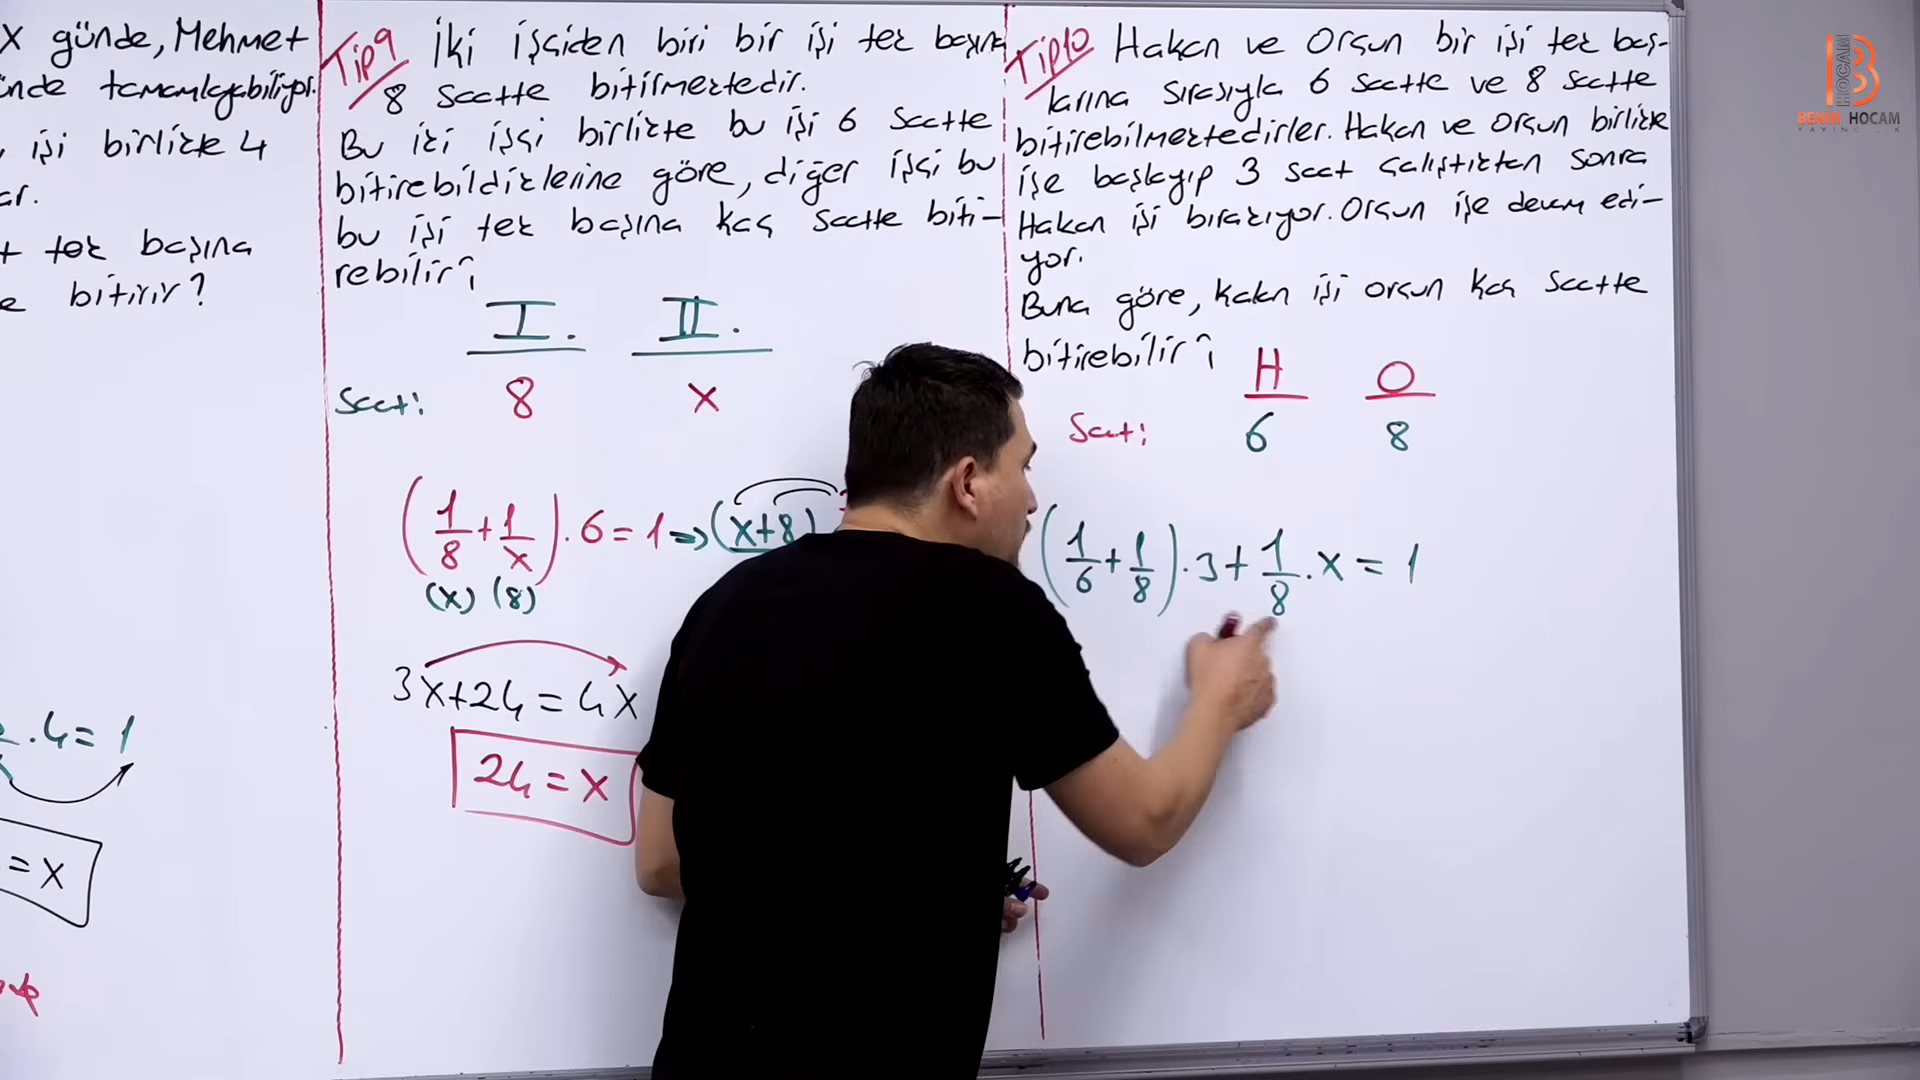 x günde, Mehmet
ünde tamamlayabiliyor.
, işi birlikte 4
ar.
t tek başına
e bitirir?
.4=1
=x
Tip9 İki işçiden biri bir işi tek başına
8 saatte bitirmektedir.
Bu iki işçi birlikte bu işi 6 saatte
bitirebildiklerine göre, diğer işçi bu
bu işi tek başına kaç saatte biti-
rebilir?
I. II.
Saat: 8 x
(1/8+1/x).6=1=>(x+8)
(x) (8)
3x+24=4x
24=x
Tip10 Hakan ve Orçun bir işi tek baş-
larına sırasıyla 6 saatte ve 8 saatte
bitirebilmektedirler. Hakan ve Orçun birlikte
işe başlayıp 3 saat çalıştıktan sonra
Hakan işi bırakıyor. Orçun işe devam edi-
yor.
Buna göre, kalan işi orçun kaç saatte
bitirebilir?
H O
Saat: 6 8
(1/6+1/8).3+1/8.x=1
HOCAM
B
BENİM HOCAM